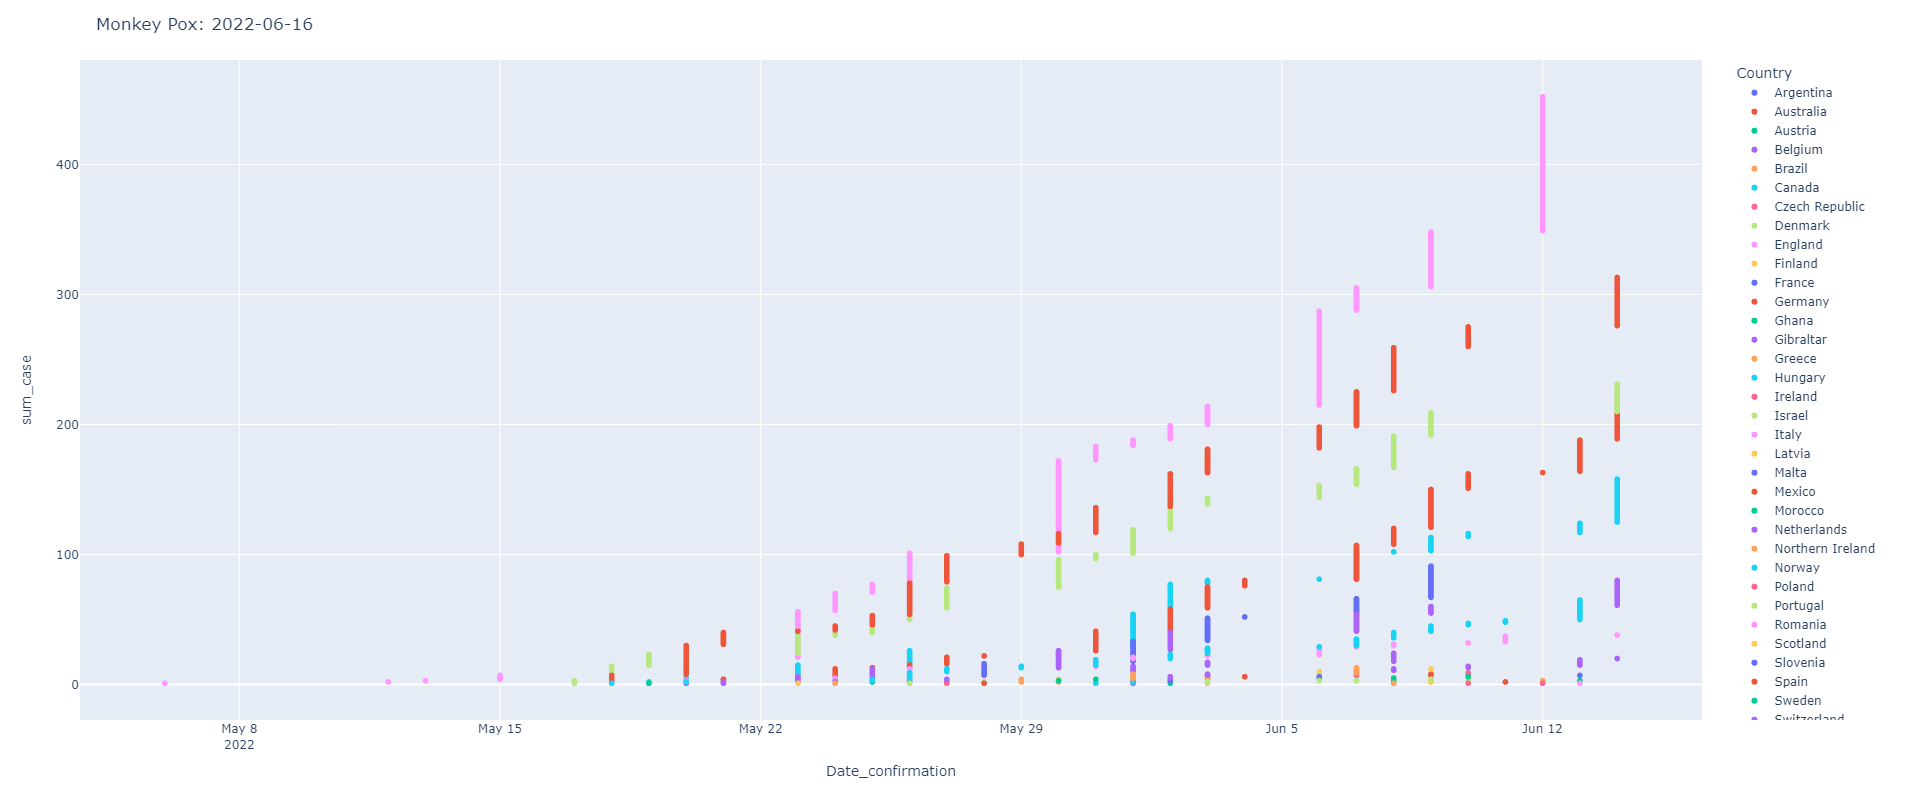 Monkey Pox: 2022-06-16
Country
Argentina
Australia
Austria
Belgium
Brazil
Canada
Czech Republic
Denmark
England
Finland
France
Germany
Ghana
Gibraltar
Greece
Hungary
Ireland
Israel
Italy
Latvia
Malta
Mexico
Morocco
Netherlands
Northern Ireland
Norway
Poland
Portugal
Romania
Scotland
Slovenia
Spain
Sweden
Switzerland
sum_case
400
300
200
100
0
May 8 May 15 May 22 May 29 Jun 5 Jun 12
2022
Date_confirmation